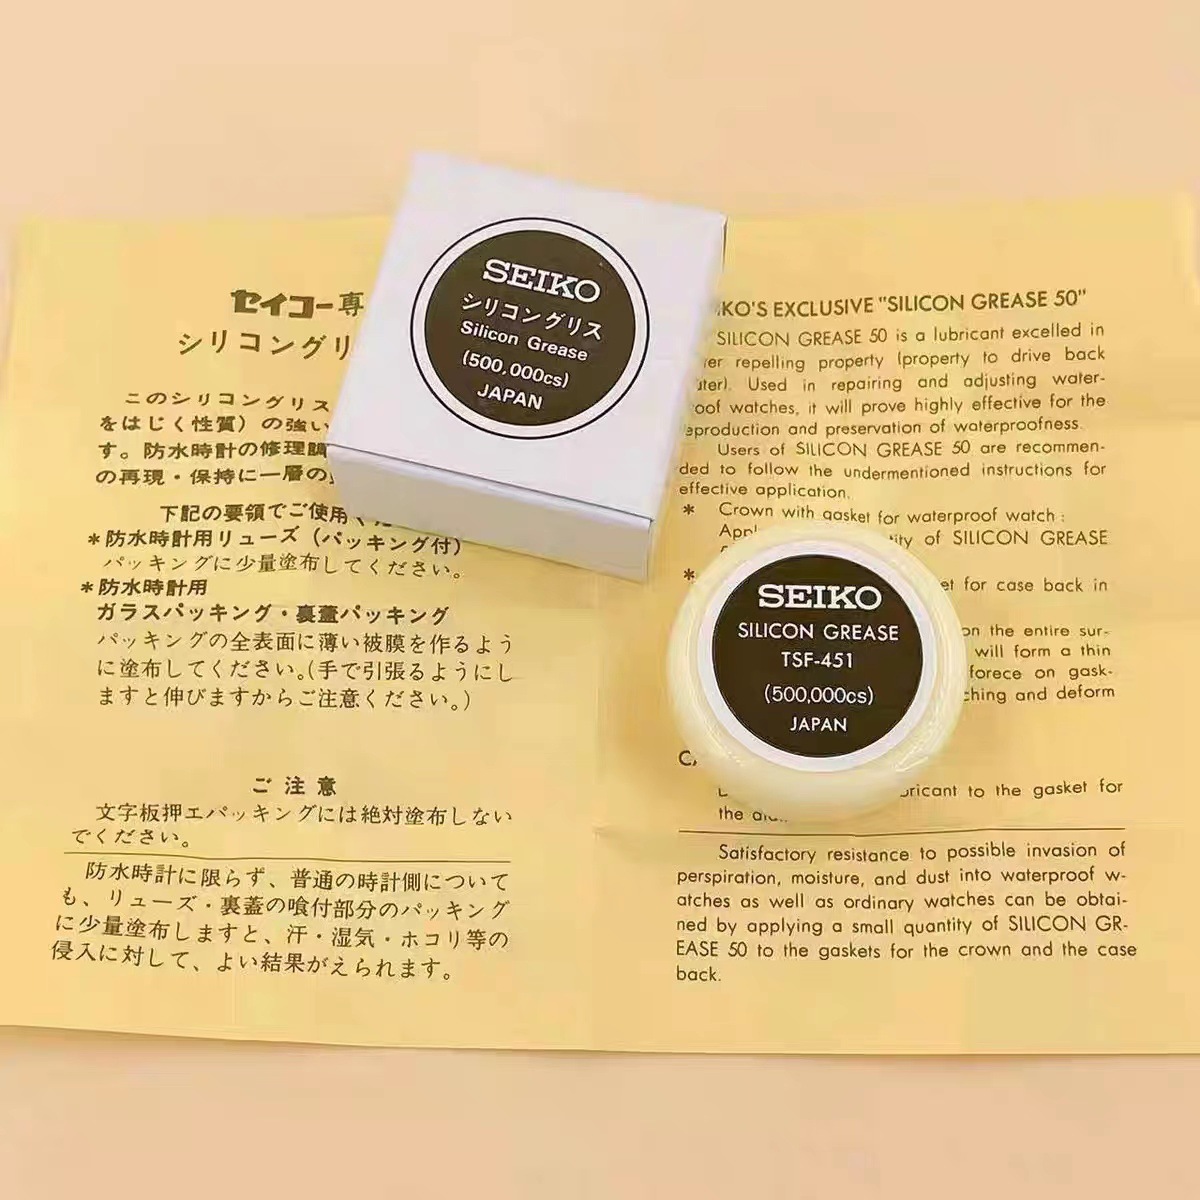 セイコー専
シリコングリ
このシリコングリス
をはじく性質）の強い
す。防水時計の修理調
の再現・保持に一層の
下記の要領でご使用くだ
*防水時計用リューズ（パッキング付）
パッキングに少量塗布してください。
*防水時計用
ガラスパッキング・裏蓋パッキング
パッキングの全表面に薄い被膜を作るよう
に塗布してください。(手で引張るようにし
ますと伸びますからご注意ください。)
ご注意
文字板押エパッキングには絶対塗布しない
でください。
防水時計に限らず、普通の時計側について
も、リューズ・裏蓋の喰付部分のパッキング
に少量塗布しますと、汗・湿気・ホコリ等の
侵入に対して、よい結果がえられます。
SEIKO
シリコングリス
Silicon Grease
(500,000cs)
JAPAN
KO'S EXCLUSIVE "SILICON GREASE 50"
SILICON GREASE 50 is a lubricant excelled in
er repelling property (property to drive back
ater). Used in repairing and adjusting water-
roof watches, it will prove highly effective for the
eproduction and preservation of waterproofness.
Users of SILICON GREASE 50 are recommen-
ded to follow the undermentioned instructions for
effective application.
* Crown with gasket for waterproof watch :
Appl tity of SILICON GREASE
* et for case back in
on the entire sur-
will form a thin
forece on gask-
ching and deform
bricant to the gasket for
the
Satisfactory resistance to possible invasion of
perspiration, moisture, and dust into waterproof w-
atches as well as ordinary watches can be obtai-
ned by applying a small quantity of SILICON GR-
EASE 50 to the gaskets for the crown and the case
back.
SEIKO
SILICON GREASE
TSF-451
(500,000cs)
JAPAN